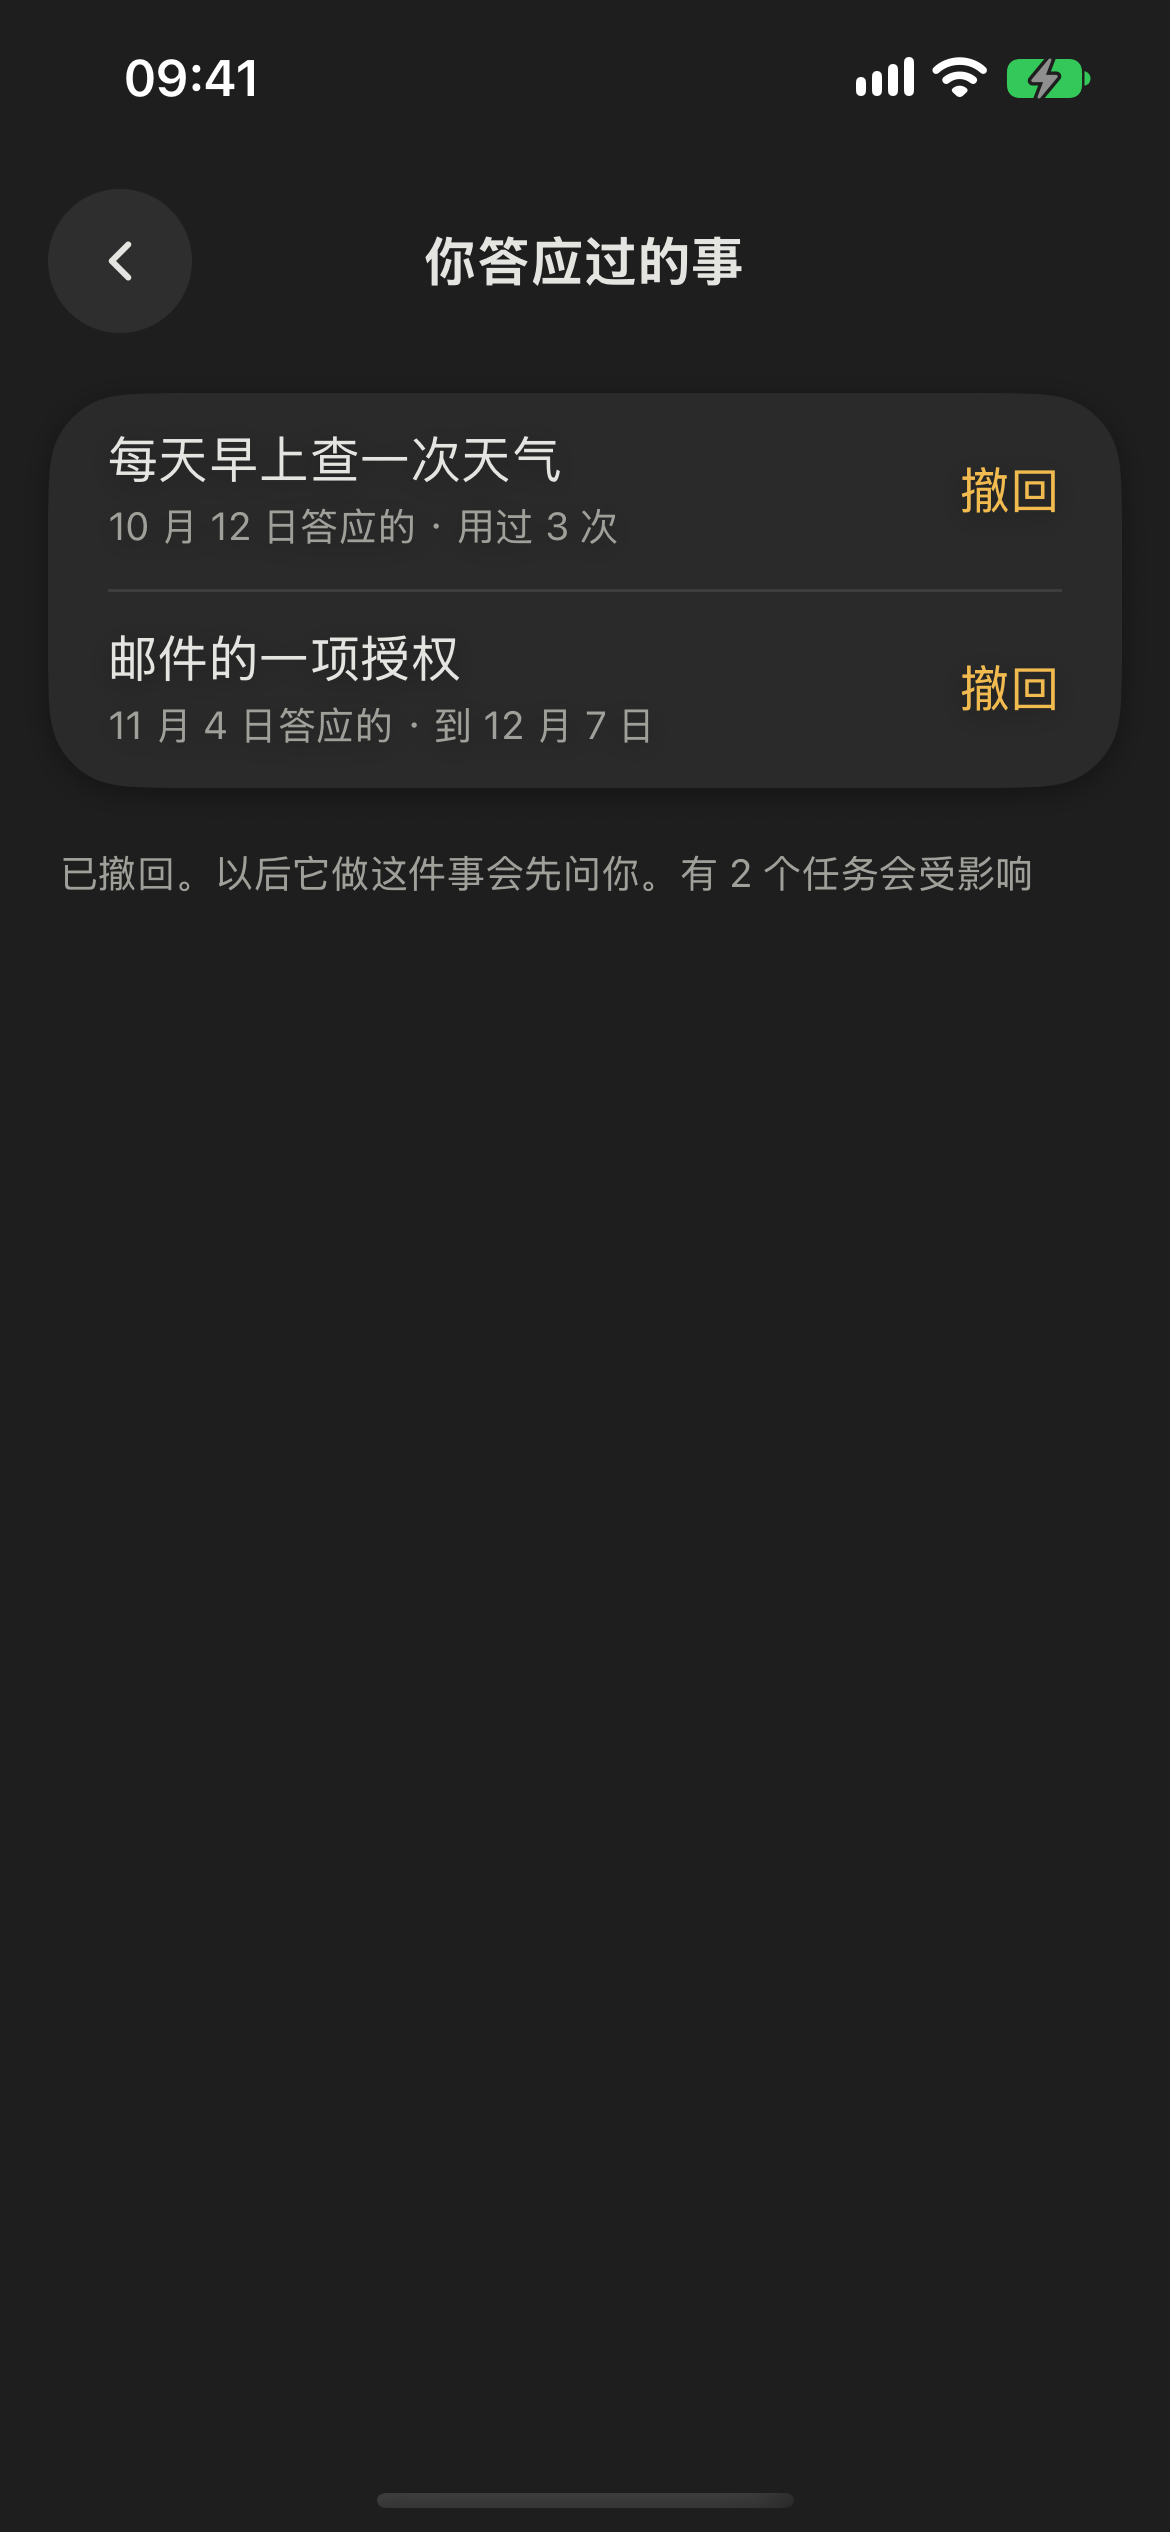 09:41
你答应过的事
每天早上查一次天气
10 月 12 日答应的 · 用过 3 次
撤回
邮件的一项授权
11 月 4 日答应的 · 到 12 月 7 日
撤回
已撤回。以后它做这件事会先问你。有 2 个任务会受影响